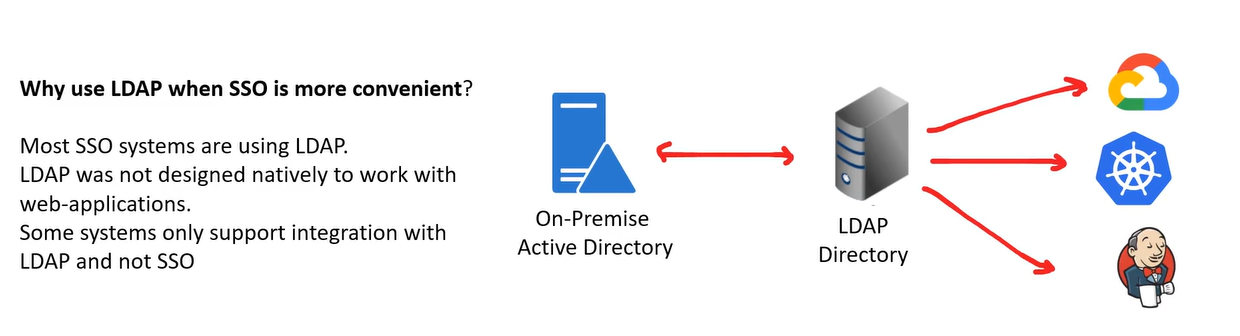 Why use LDAP when SSO is more convenient?
Most SSO systems are using LDAP.
LDAP was not designed natively to work with
web-applications.
Some systems only support integration with
LDAP and not SSO
On-Premise
Active Directory
LDAP
Directory